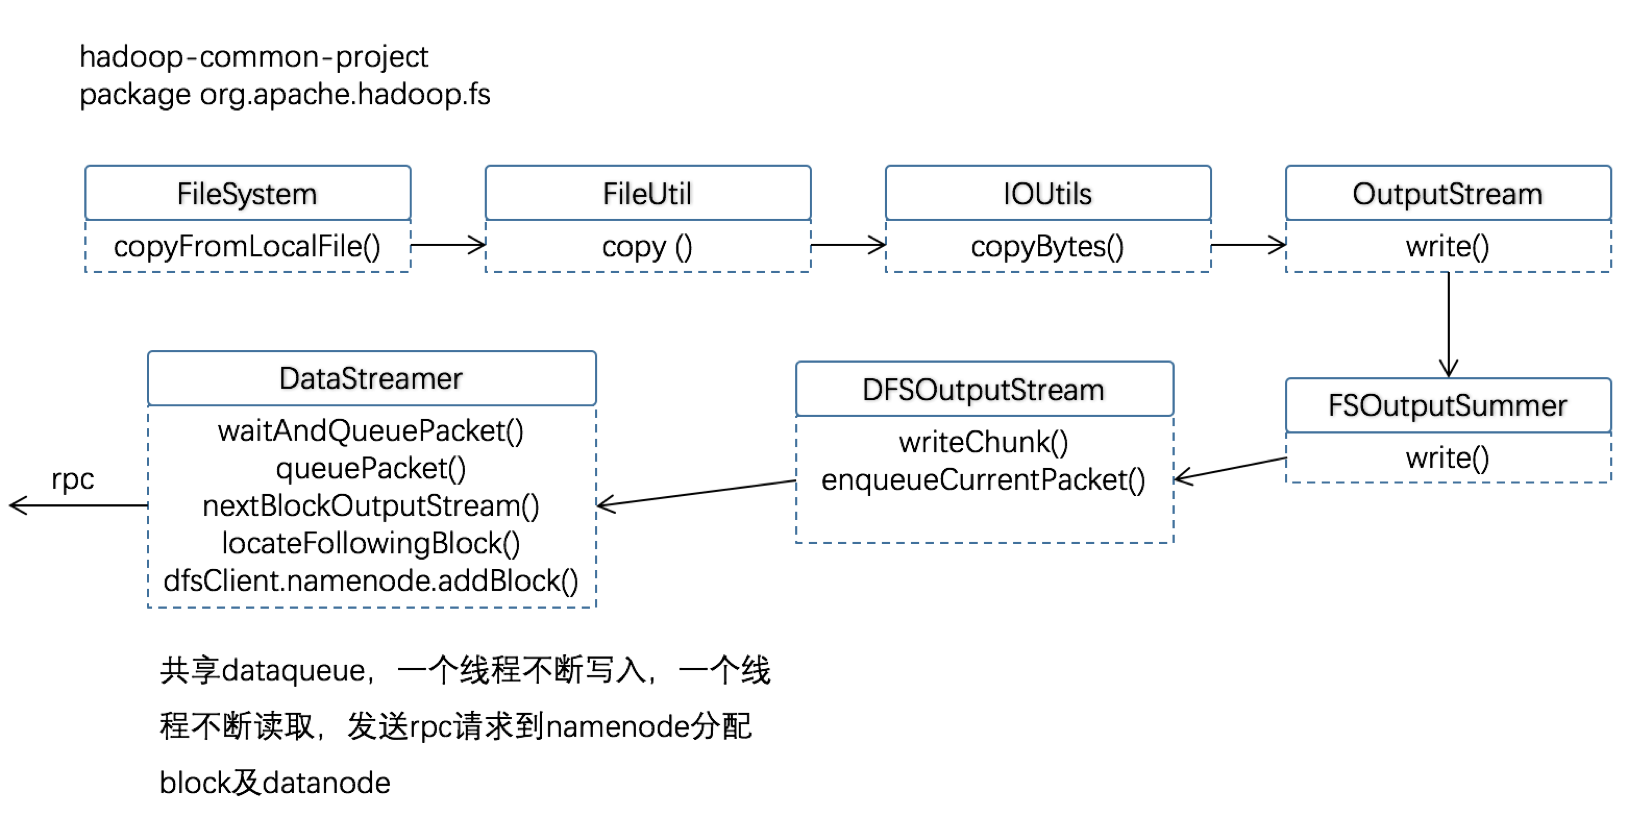 hadoop-common-project
package org.apache.hadoop.fs
FileSystem
copyFromLocalFile()
FileUtil
copy ()
IOUtils
copyBytes()
OutputStream
write()
FSOutputSummer
write()
DFSOutputStream
writeChunk()
enqueueCurrentPacket()
DataStreamer
waitAndQueuePacket()
queuePacket()
nextBlockOutputStream()
locateFollowingBlock()
dfsClient.namenode.addBlock()
rpc
共享dataqueue，一个线程不断写入，一个线
程不断读取，发送rpc请求到namenode分配
block及datanode